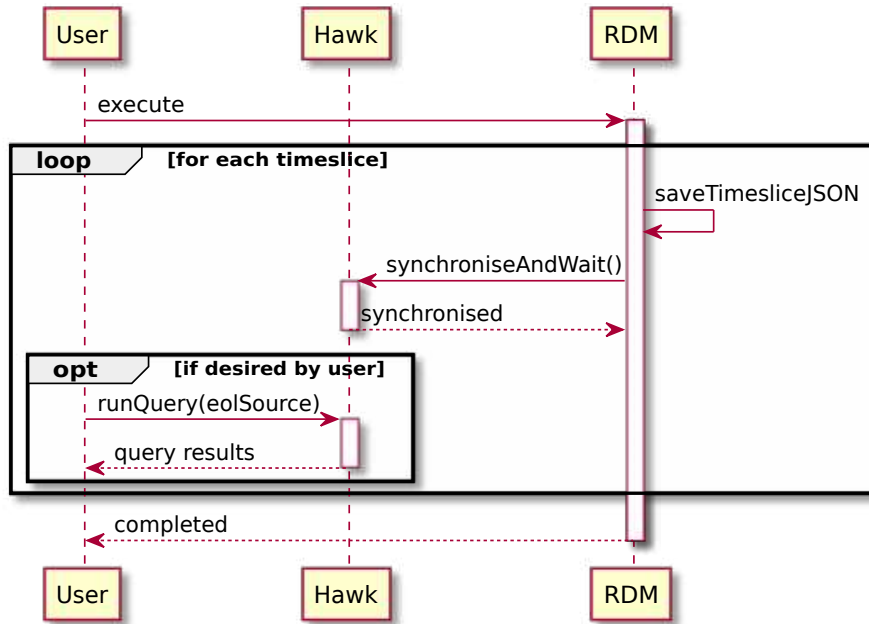 User
Hawk
RDM
execute
loop
[for each timeslice]
saveTimesliceJSON
synchroniseAndWait()
synchronised
opt
[if desired by user]
runQuery(eolSource)
query results
completed
User
Hawk
RDM